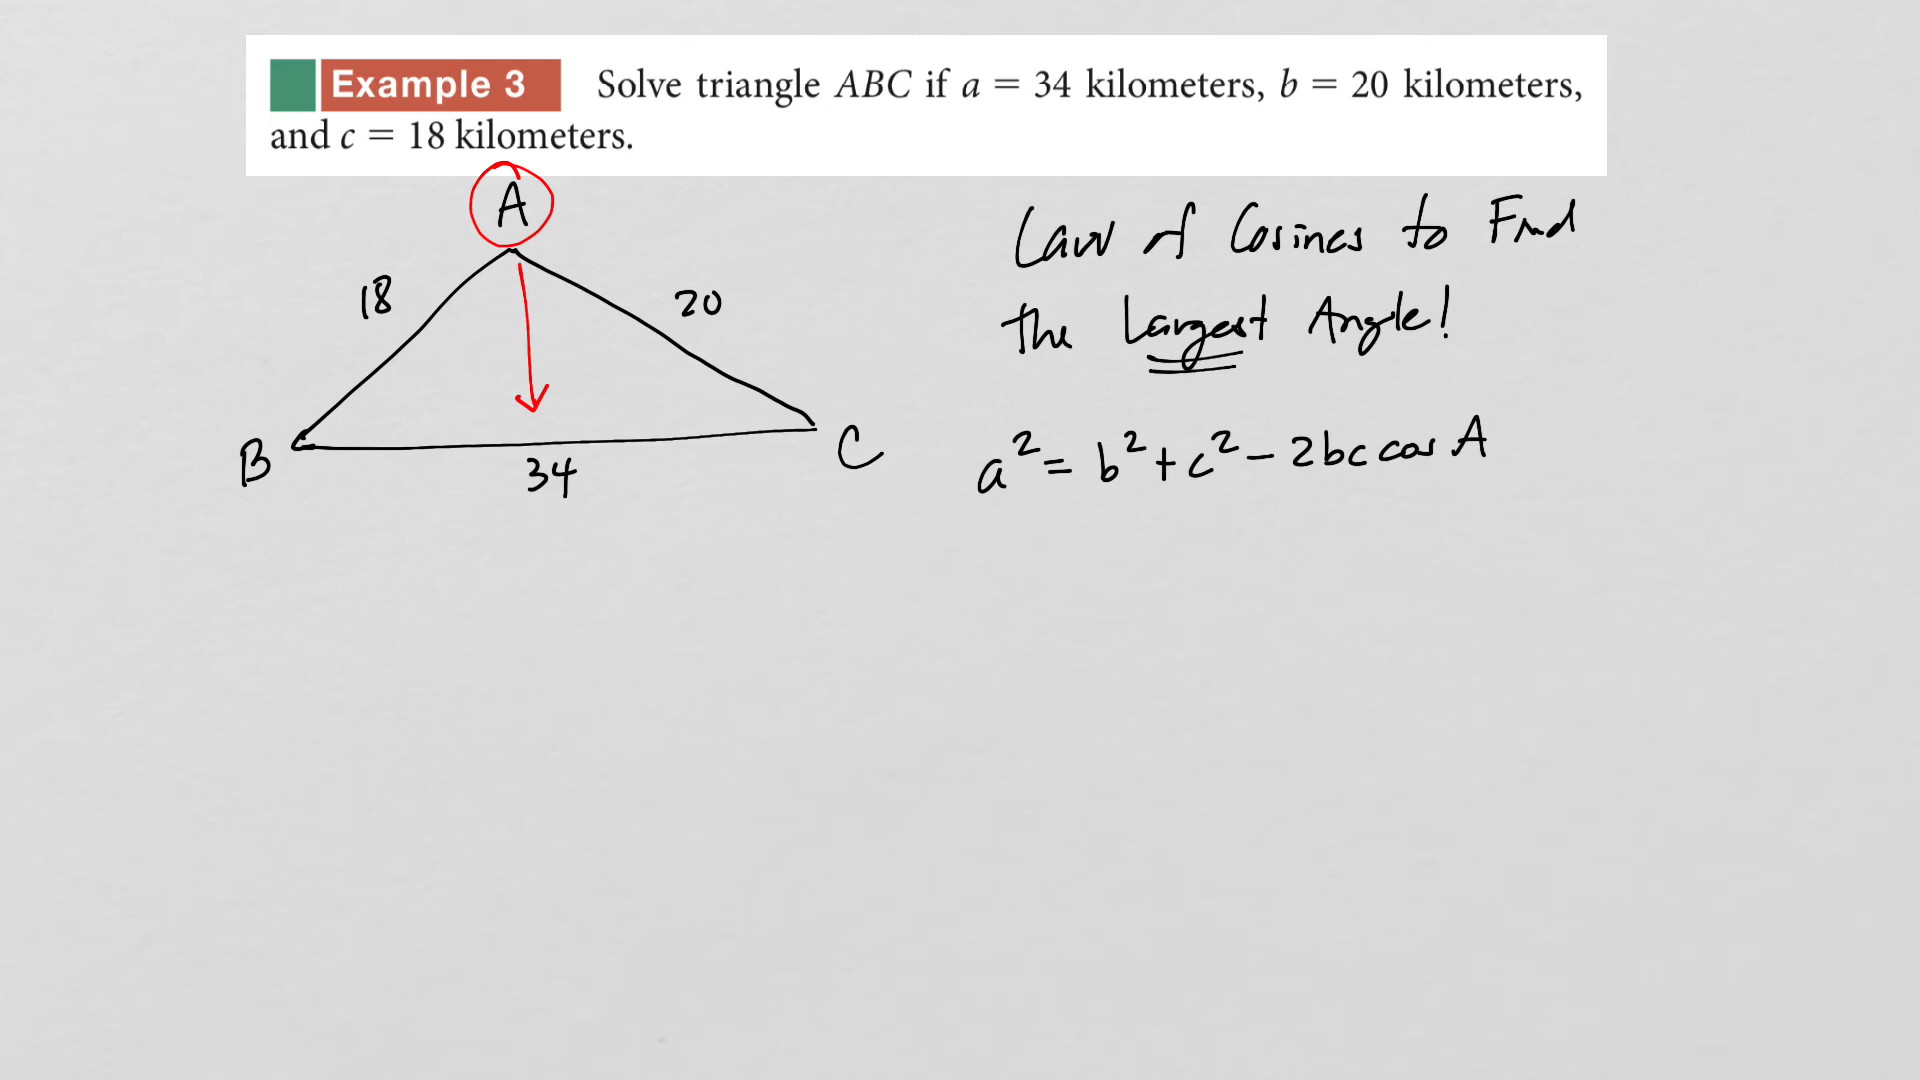 Example 3 Solve triangle ABC if a = 34 kilometers, b = 20 kilometers,
and c = 18 kilometers.
A
18
20
B
34
C
Law of Cosines to Find
the Largest Angle!
a² = b² + c² - 2bc cos A